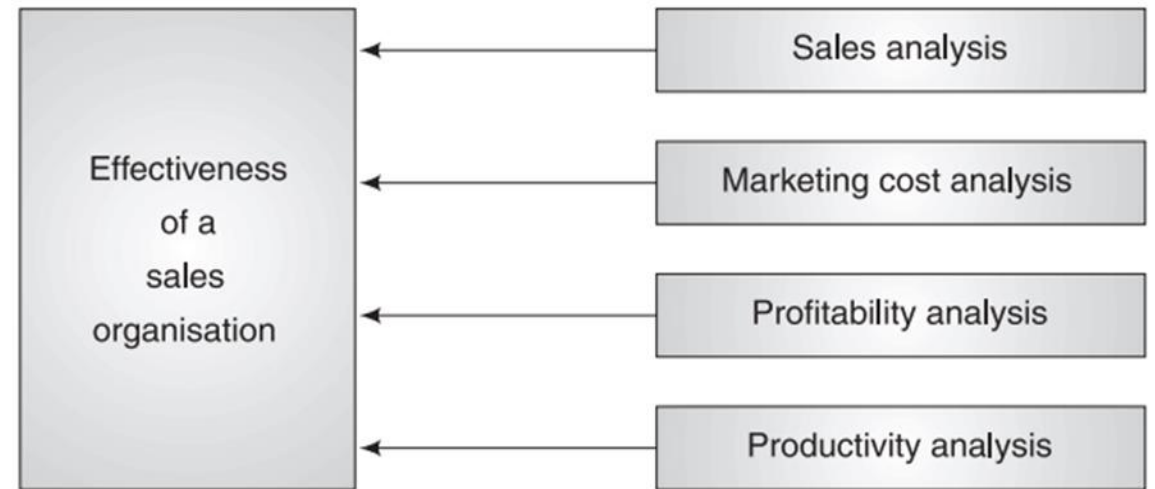 Effectiveness
of a
sales
organisation
Sales analysis
Marketing cost analysis
Profitability analysis
Productivity analysis